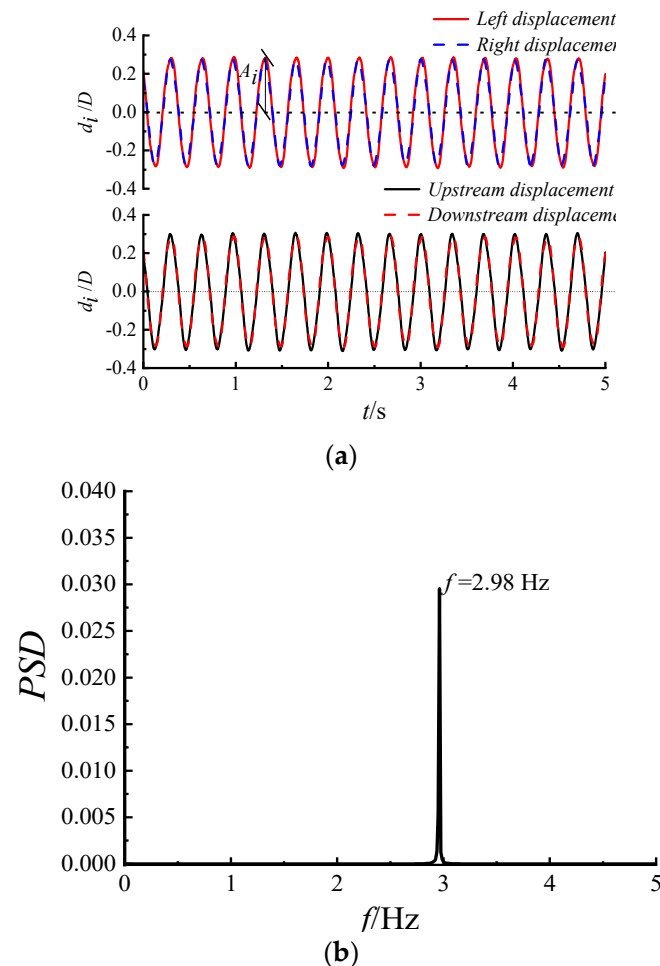 Left displacement
Right displacemen
0.4
0.2
0.0
-0.2
-0.4
d_i /D
A_i
Upstream displacement
Downstream displaceme
0.4
0.2
0.0
-0.2
-0.4
d_i /D
0 1 2 3 4 5
t/s
(a)
0.040
0.035
0.030
0.025
0.020
0.015
0.010
0.005
0.000
PSD
f =2.98 Hz
0 1 2 3 4 5
f/Hz
(b)